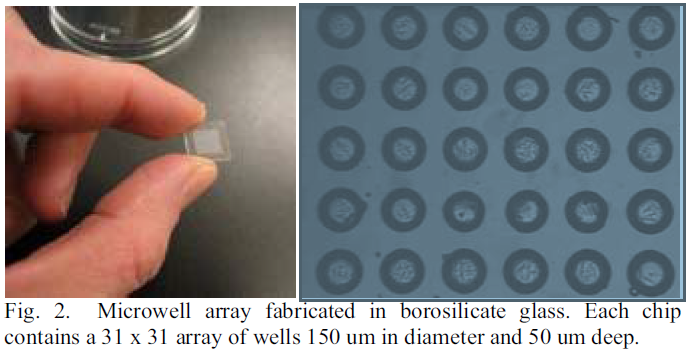 Fig. 2. Microwell array fabricated in borosilicate glass. Each chip
contains a 31 x 31 array of wells 150 um in diameter and 50 um deep.